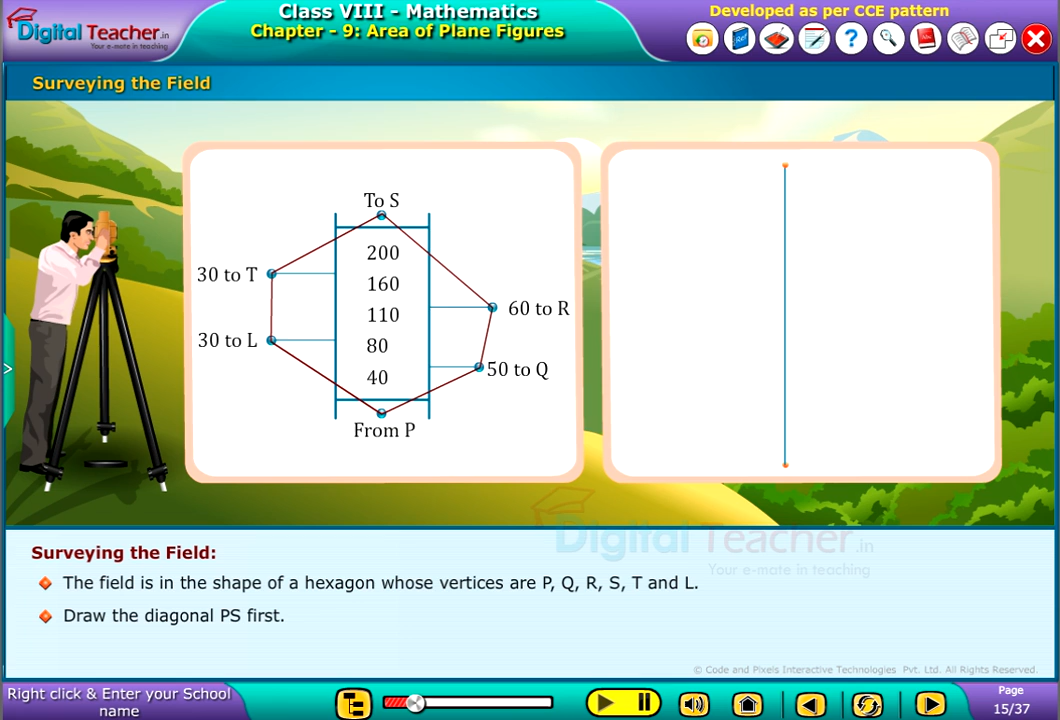 Digital Teacher.in
Your e-mate in teaching
Class VIII - Mathematics
Chapter - 9: Area of Plane Figures
Developed as per CCE pattern
Surveying the Field
To S
200
30 to T
160
110
60 to R
30 to L
80
50 to Q
40
From P
Digital Teacher.in
Your e-mate in teaching
Surveying the Field:
The field is in the shape of a hexagon whose vertices are P, Q, R, S, T and L.
Draw the diagonal PS first.
© Code and Pixels Interactive Technologies Pvt. Ltd. All Rights Reserved.
Right click & Enter your School
name
Page
15/37